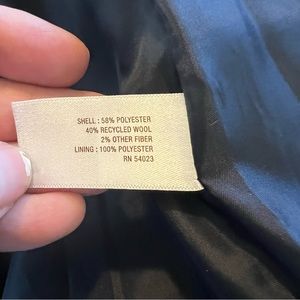 SHELL : 58% POLYESTER
40% RECYCLED WOOL
2% OTHER FIBER
LINING : 100% POLYESTER
RN 54023